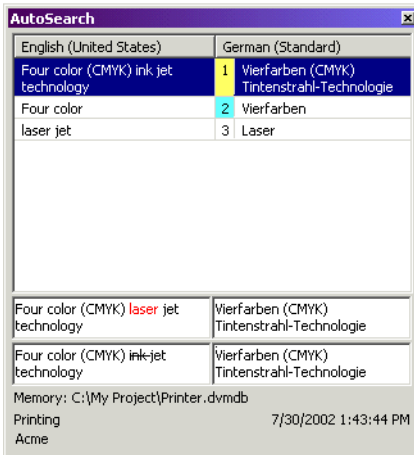 AutoSearch
English (United States) German (Standard)
Four color (CMYK) ink jet 1 Vierfarben (CMYK)
technology Tintenstrahl-Technologie
Four color 2 Vierfarben
laser jet 3 Laser
Four color (CMYK) laser jet Vierfarben (CMYK)
technology Tintenstrahl-Technologie
Four color (CMYK) ink jet Vierfarben (CMYK)
technology Tintenstrahl-Technologie
Memory: C:\My Project\Printer.dvmdb
Printing 7/30/2002 1:43:44 PM
Acme